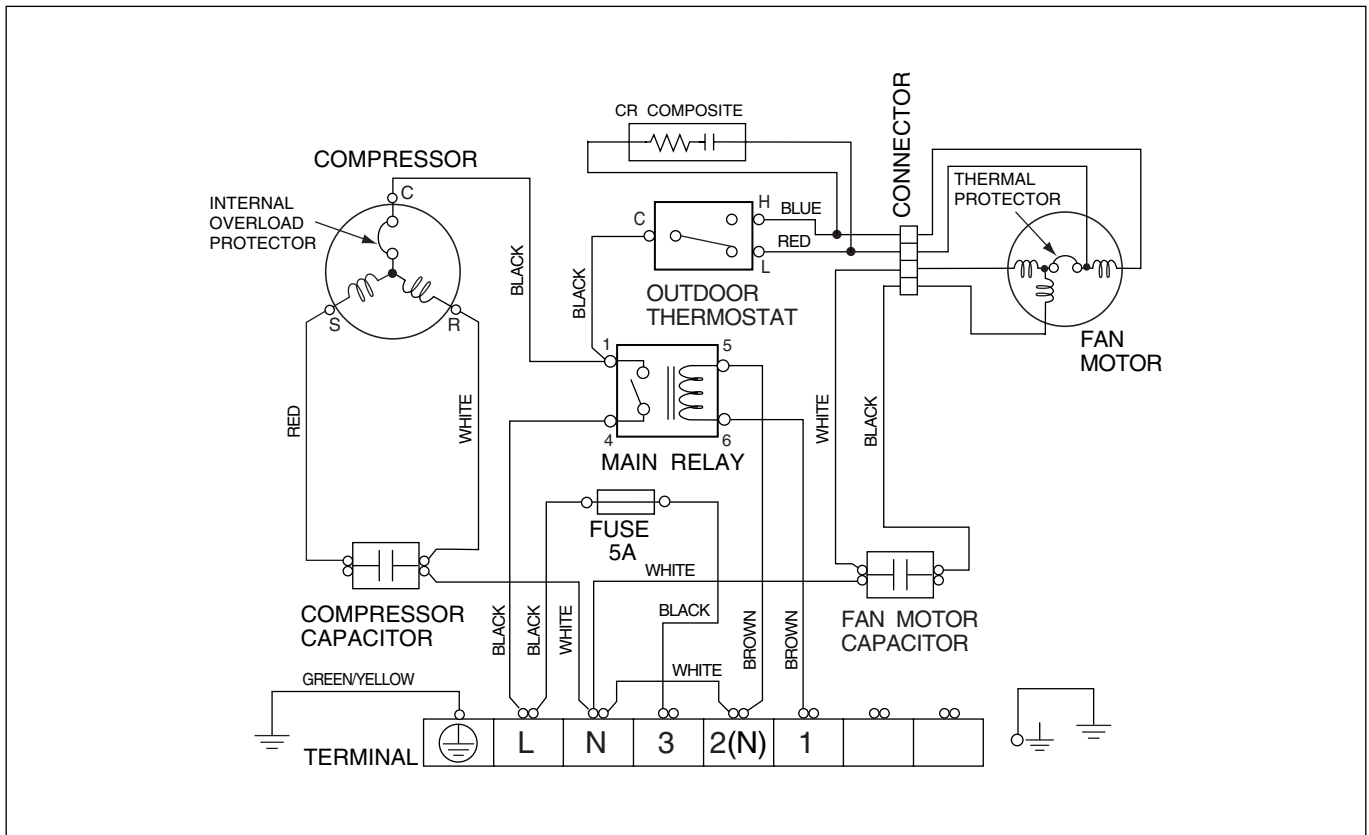 CR COMPOSITE
CONNECTOR
COMPRESSOR
C
INTERNAL
OVERLOAD
PROTECTOR
S
R
BLACK
BLACK
C
H
BLUE
RED
L
OUTDOOR
THERMOSTAT
THERMAL
PROTECTOR
FAN
MOTOR
1
5
4
6
MAIN RELAY
RED
WHITE
WHITE
BLACK
FUSE
5A
WHITE
BLACK
COMPRESSOR
CAPACITOR
FAN MOTOR
CAPACITOR
BLACK
BLACK
WHITE
WHITE
BROWN
BROWN
GREEN/YELLOW
TERMINAL
L
N
3
2(N)
1